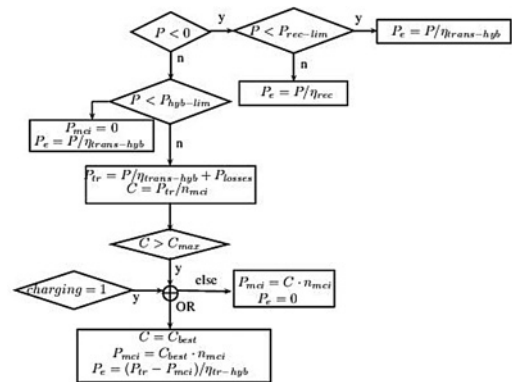 P < 0
y
P < P_{rec-lim}
y
P_e = P/η_{trans-hyb}
n
n
P < P_{hyb-lim}
P_e = P/η_{rec}
P_{mci} = 0
P_e = P/η_{trans-hyb}
n
P_{tr} = P/η_{trans-hyb} + P_{losses}
C = P_{tr}/n_{mci}
C > C_{max}
y
else
P_{mci} = C · n_{mci}
P_e = 0
charging = 1
y
OR
C = C_{best}
P_{mci} = C_{best} · n_{mci}
P_e = (P_{tr} − P_{mci})/η_{tr-hyb}